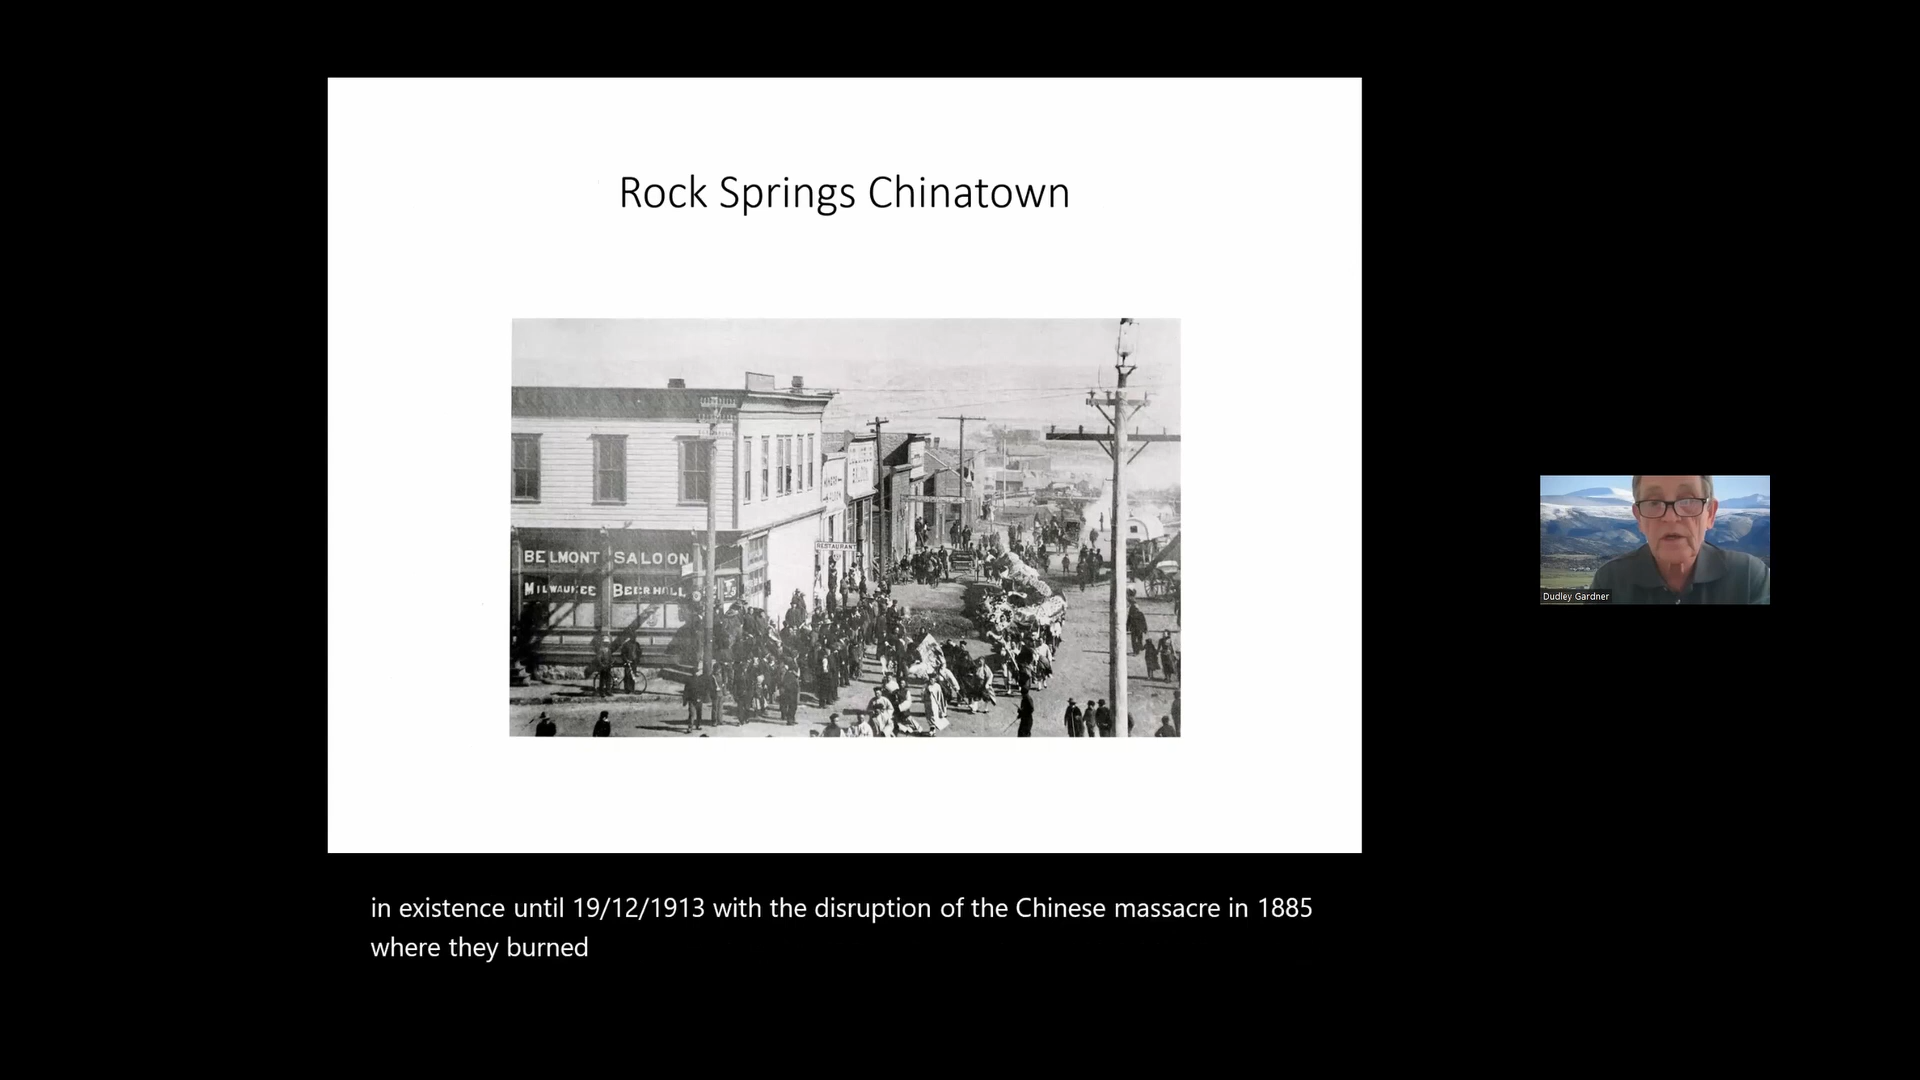 Rock Springs Chinatown
RESTAURANT
BELMONT SALOON
MILWAUKEE BEER HALL
Dudley Gardner
in existence until 19/12/1913 with the disruption of the Chinese massacre in 1885
where they burned